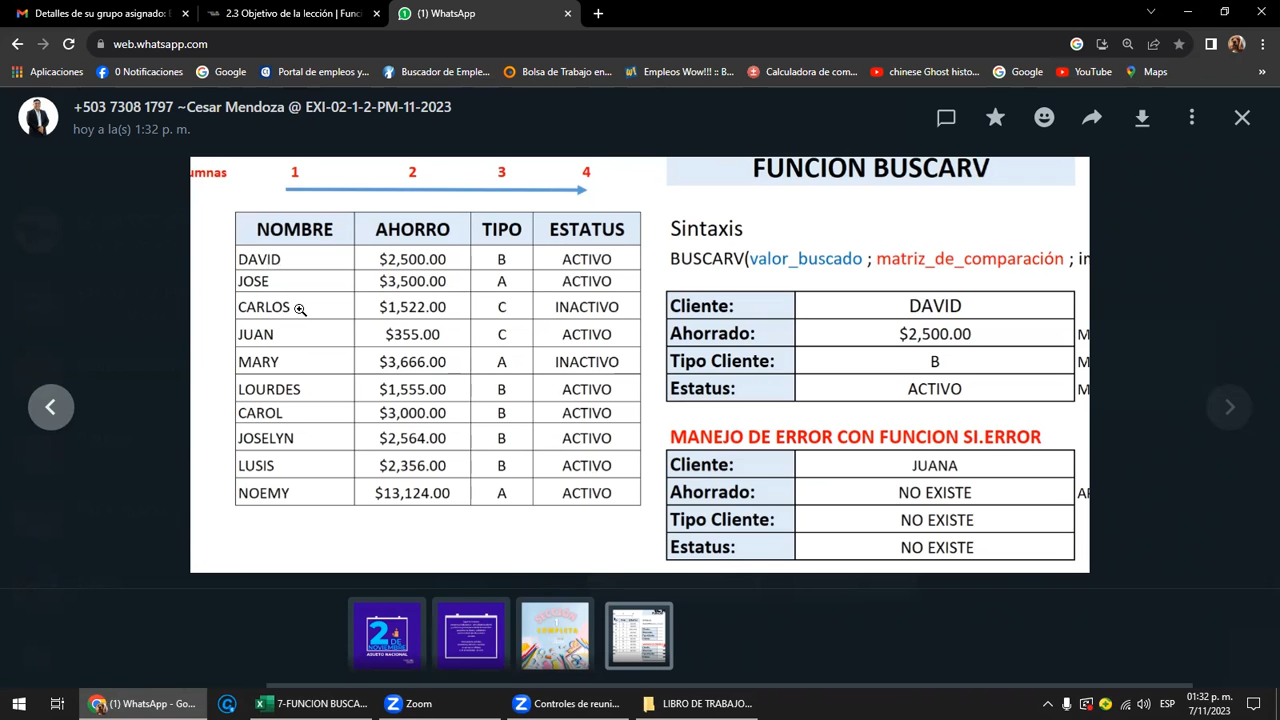 Detalles de su grupo asignado:
2.3 Objetivo de la lección | Func
(1) WhatsApp
web.whatsapp.com
Aplicaciones
0 Notificaciones
Google
Portal de empleos y...
Buscador de Emple...
Bolsa de Trabajo en...
Empleos Wow!!! :: B...
Calculadora de com...
chinese Ghost histo...
Google
YouTube
Maps
»
+503 7308 1797 ~Cesar Mendoza @ EXI-02-1-2-PM-11-2023
hoy a la(s) 1:32 p. m.
umnas 1 2 3 4
FUNCION BUSCARV
NOMBRE AHORRO TIPO ESTATUS
DAVID $2,500.00 B ACTIVO
JOSE $3,500.00 A ACTIVO
CARLOS $1,522.00 C INACTIVO
JUAN $355.00 C ACTIVO
MARY $3,666.00 A INACTIVO
LOURDES $1,555.00 B ACTIVO
CAROL $3,000.00 B ACTIVO
JOSELYN $2,564.00 B ACTIVO
LUSIS $2,356.00 B ACTIVO
NOEMY $13,124.00 A ACTIVO
Sintaxis
BUSCARV(valor_buscado ; matriz_de_comparación ; in
Cliente: DAVID
Ahorrado: $2,500.00 M
Tipo Cliente: B M
Estatus: ACTIVO M
MANEJO DE ERROR CON FUNCION SI.ERROR
Cliente: JUANA
Ahorrado: NO EXISTE AP
Tipo Cliente: NO EXISTE
Estatus: NO EXISTE
2 DE
NOVIEMBRE
ASUETO NACIONAL
SECCIÓN
1
COMPLETA
(1) WhatsApp - Go...
7-FUNCION BUSCA...
Zoom
Controles de reuni...
LIBRO DE TRABAJO...
ESP
01:32 p. m.
7/11/2023